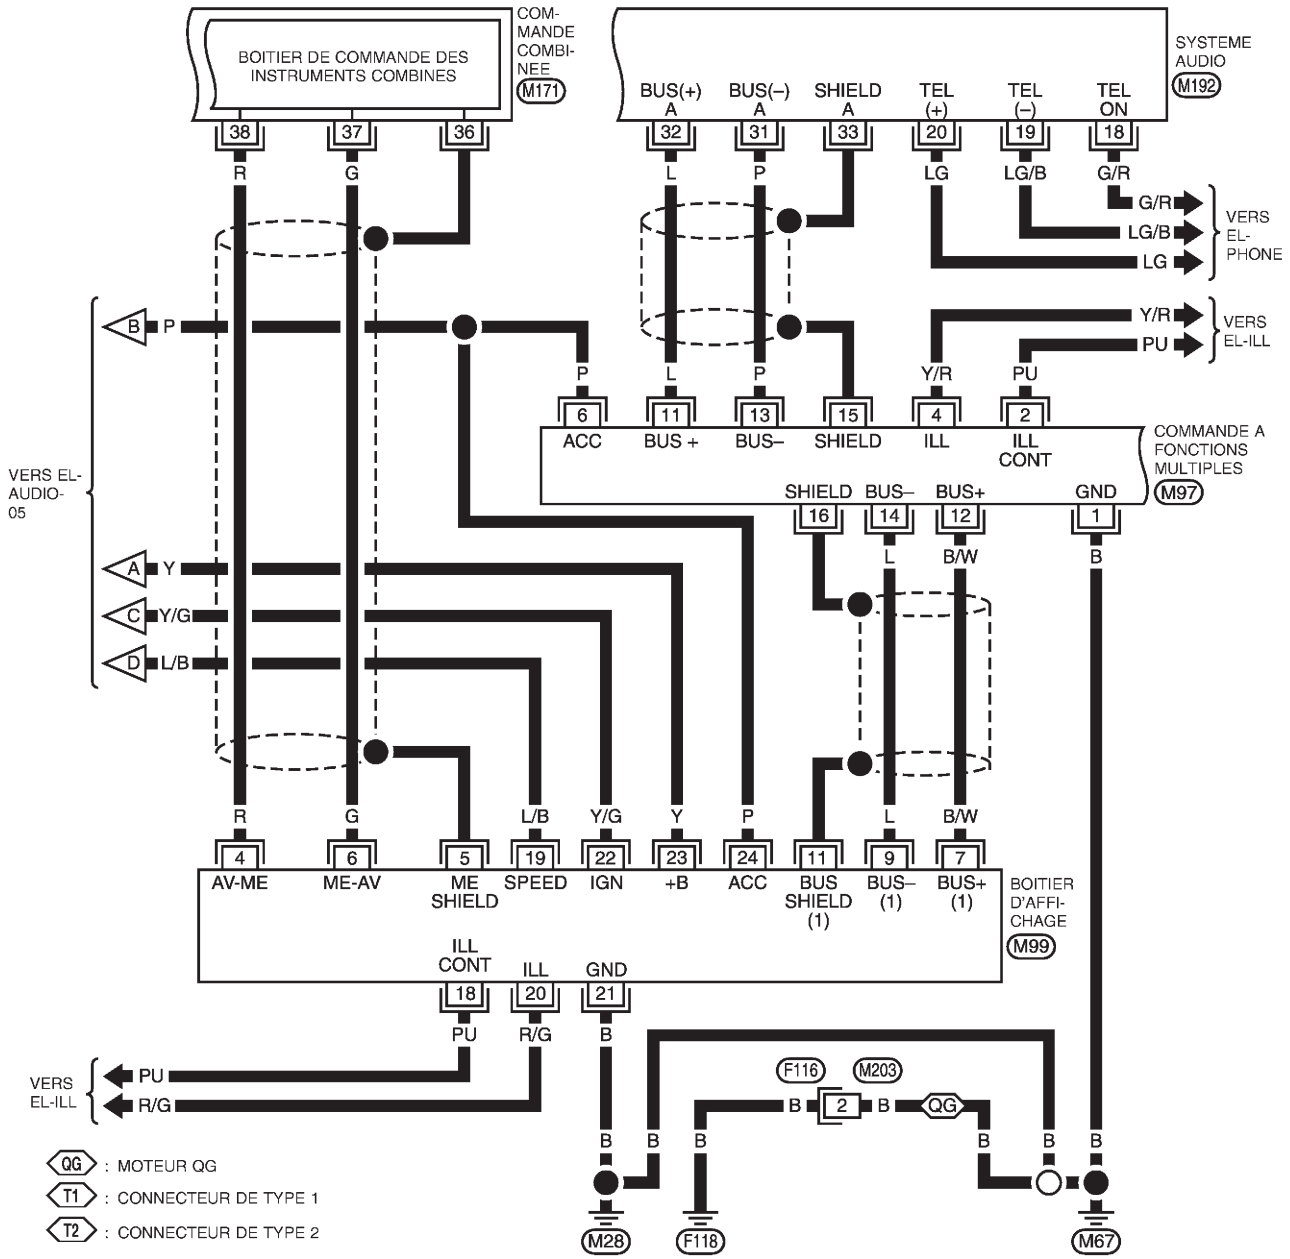 COM-
MANDE
COMBI-
NEE
M171
BOITIER DE COMMANDE DES
INSTRUMENTS COMBINES
38 37 36
SYSTEME
AUDIO
M192
BUS(+) BUS(–) SHIELD TEL TEL TEL
A A A (+) (–) ON
32 31 33 20 19 18
R G L P LG LG/B G/R
G/R
LG/B
LG
VERS
EL-
PHONE
B P
Y/R
PU
VERS
EL-ILL
P L P Y/R PU
6 11 13 15 4 2
ACC BUS + BUS– SHIELD ILL ILL
CONT
COMMANDE A
FONCTIONS
MULTIPLES
M97
SHIELD BUS– BUS+ GND
16 14 12 1
L B/W B
VERS EL-
AUDIO-
05
A Y
C Y/G
D L/B
R G L/B Y/G Y P L B/W
4 6 5 19 22 23 24 11 9 7
AV-ME ME-AV ME SPEED IGN +B ACC BUS BUS– BUS+
SHIELD SHIELD (1) (1)
(1)
BOITIER
D'AFFI-
CHAGE
M99
ILL
CONT ILL GND
18 20 21
PU R/G B
VERS
EL-ILL
PU
R/G
F116 M203
B 2 B QG
B B B B B B
QG : MOTEUR QG
T1 : CONNECTEUR DE TYPE 1
T2 : CONNECTEUR DE TYPE 2
M28 F118 M67